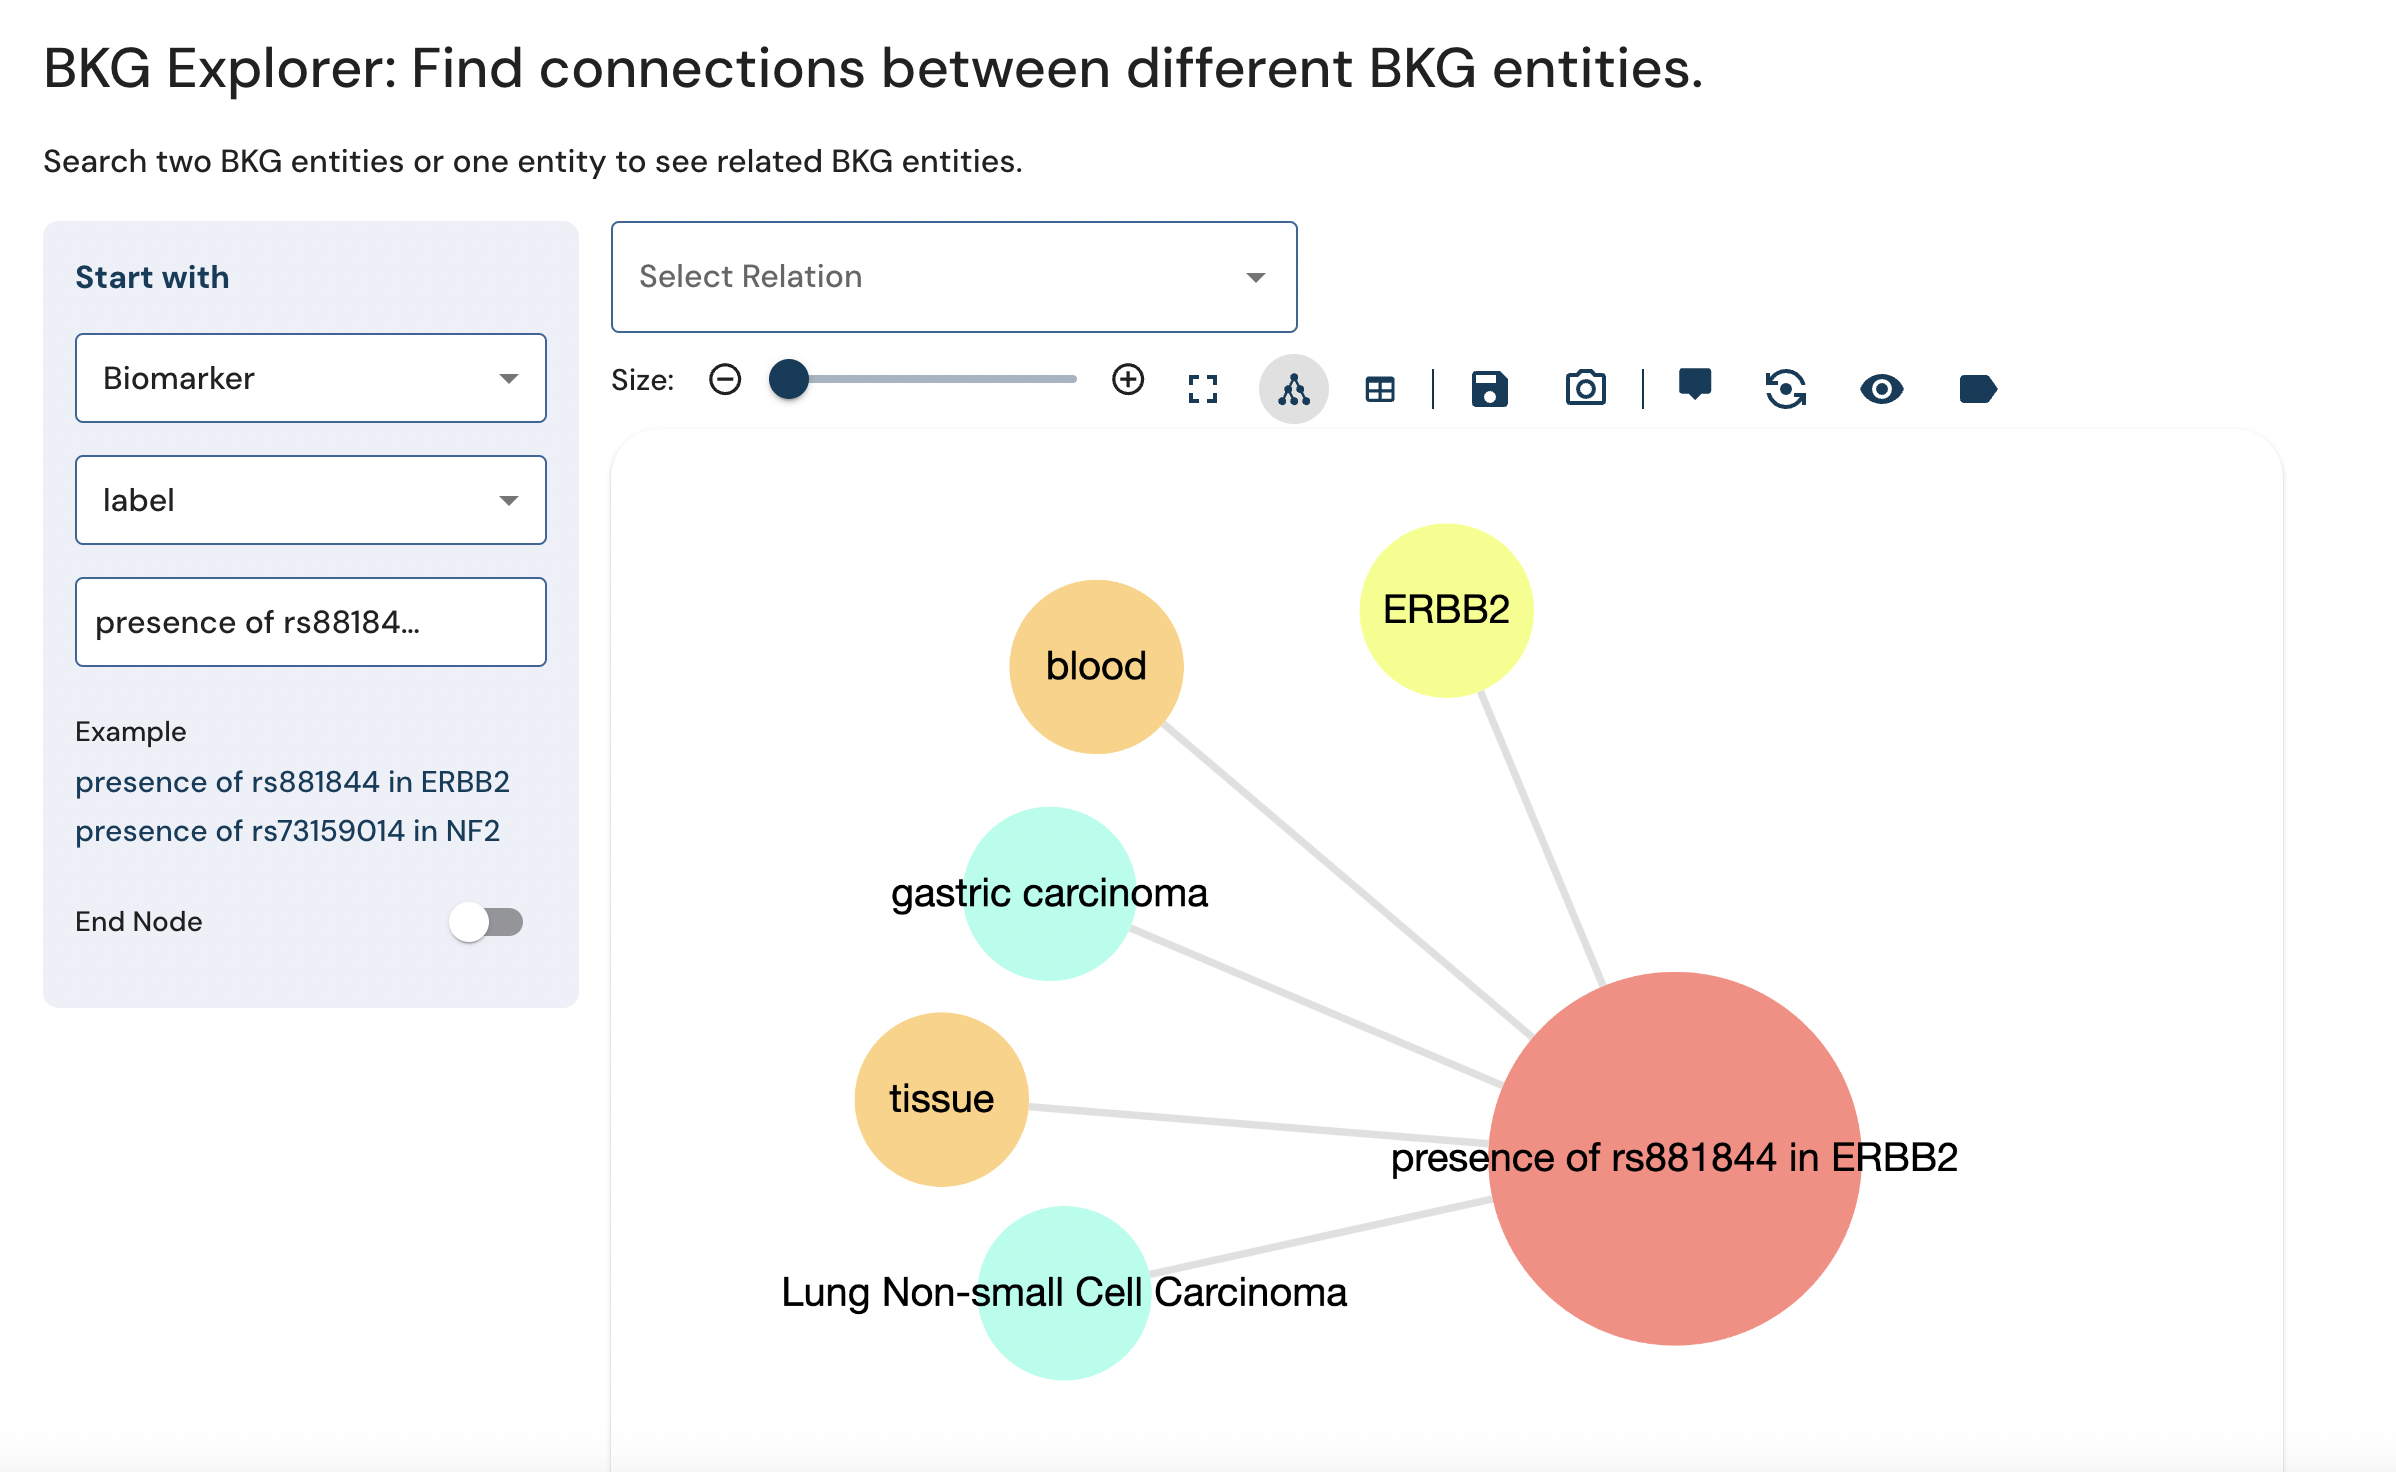 BKG Explorer: Find connections between different BKG entities.
Search two BKG entities or one entity to see related BKG entities.
Start with
Biomarker
label
presence of rs88184...
Example
presence of rs881844 in ERBB2
presence of rs73159014 in NF2
End Node
Select Relation
Size:
ERBB2
blood
gastric carcinoma
tissue
presence of rs881844 in ERBB2
Lung Non-small Cell Carcinoma